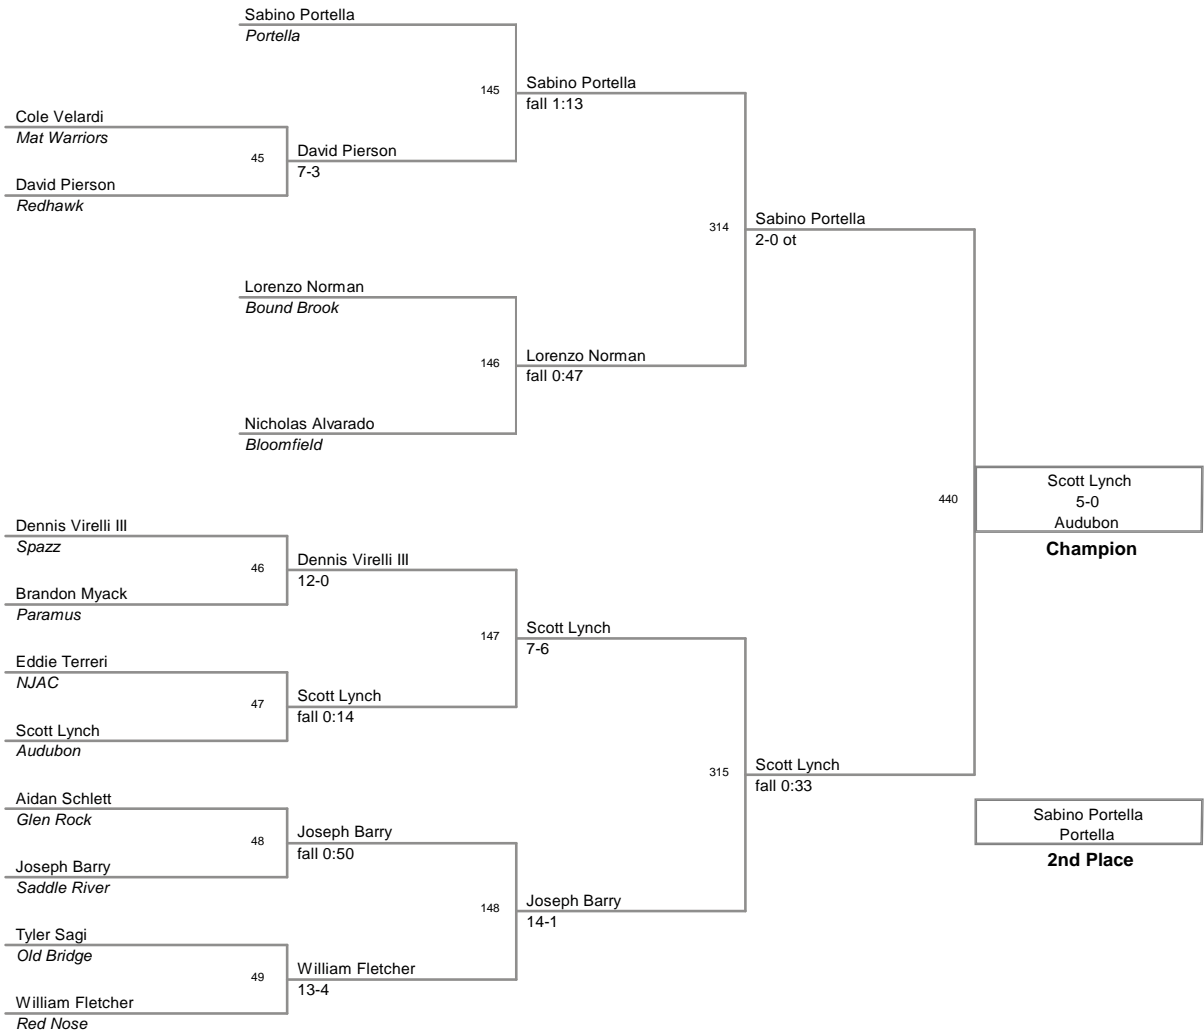 Sabino Portella
Portella
145
Sabino Portella
fall 1:13
Cole Velardi
Mat Warriors
45
David Pierson
7-3
David Pierson
Redhawk
314
Sabino Portella
2-0 ot
Lorenzo Norman
Bound Brook
146
Lorenzo Norman
fall 0:47
Nicholas Alvarado
Bloomfield
440
Scott Lynch
5-0
Audubon
Champion
Dennis Virelli III
Spazz
46
Dennis Virelli III
12-0
Brandon Myack
Paramus
147
Scott Lynch
7-6
Eddie Terreri
NJAC
47
Scott Lynch
fall 0:14
Scott Lynch
Audubon
315
Scott Lynch
fall 0:33
Aidan Schlett
Glen Rock
48
Joseph Barry
fall 0:50
Joseph Barry
Saddle River
Sabino Portella
Portella
2nd Place
148
Joseph Barry
14-1
Tyler Sagi
Old Bridge
49
William Fletcher
13-4
William Fletcher
Red Nose